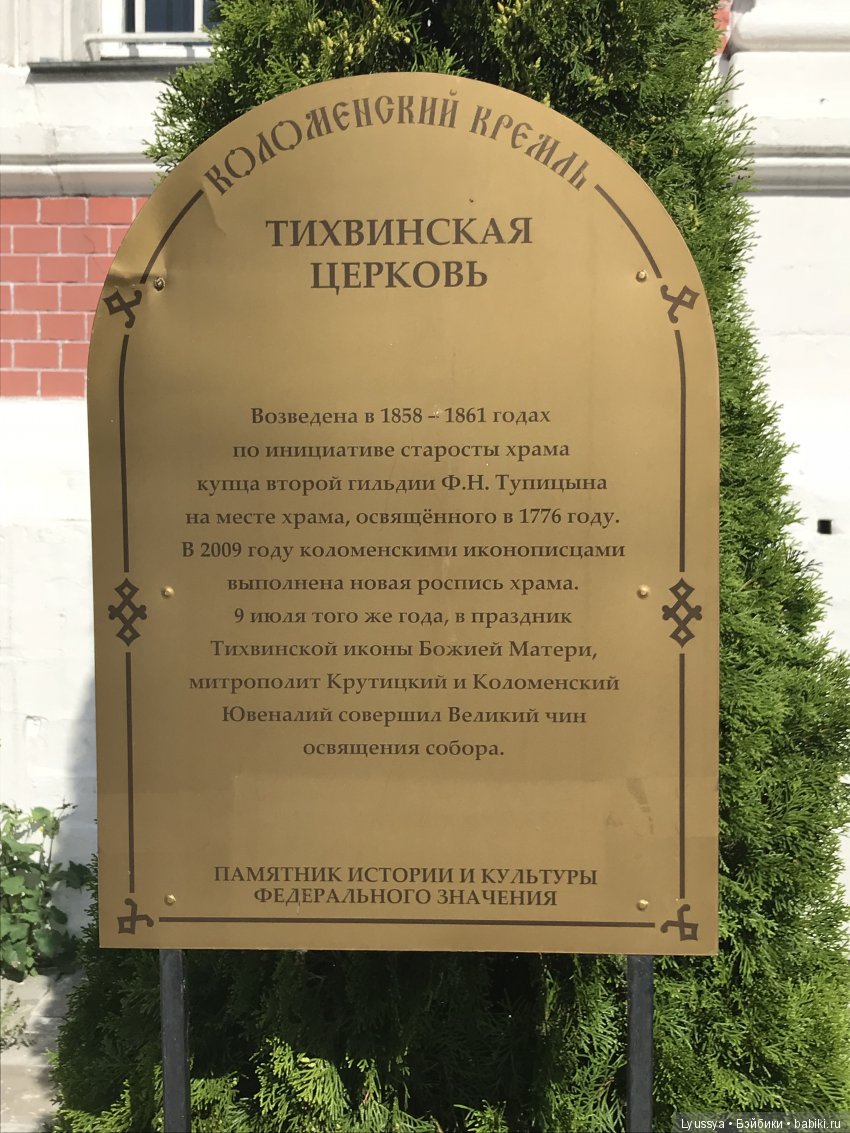 КОЛОМЕНСКИЙ КРЕМЛЬ
ТИХВИНСКАЯ
ЦЕРКОВЬ
Возведена в 1858 – 1861 годах
по инициативе старосты храма
купца второй гильдии Ф.Н. Тупицына
на месте храма, освящённого в 1776 году.
В 2009 году коломенскими иконописцами
выполнена новая роспись храма.
9 июля того же года, в праздник
Тихвинской иконы Божией Матери,
митрополит Крутицкий и Коломенский
Ювеналий совершил Великий чин
освящения собора.
ПАМЯТНИК ИСТОРИИ И КУЛЬТУРЫ
ФЕДЕРАЛЬНОГО ЗНАЧЕНИЯ
Lyussya • Бэйбики • babiki.ru